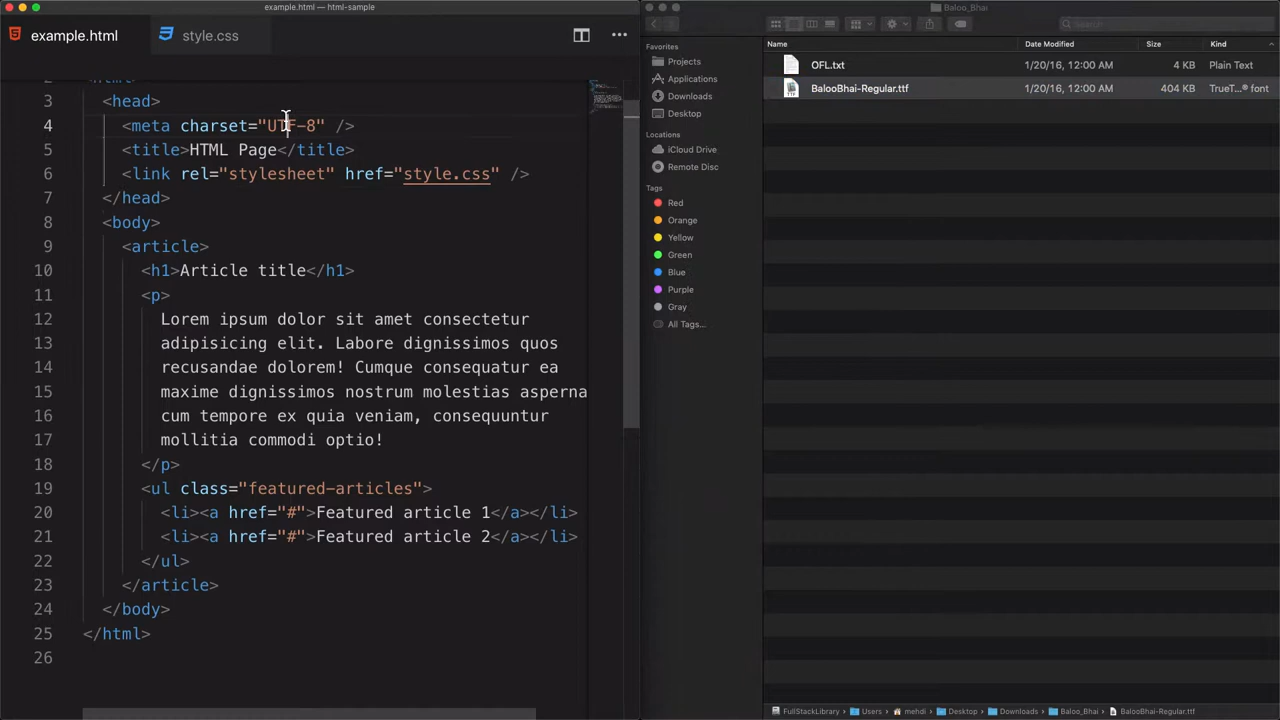 example.html — html-sample
example.html
style.css
2 <html>
3 <head>
4 <meta charset="UTF-8" />
5 <title>HTML Page</title>
6 <link rel="stylesheet" href="style.css" />
7 </head>
8 <body>
9 <article>
10 <h1>Article title</h1>
11 <p>
12 Lorem ipsum dolor sit amet consectetur
13 adipisicing elit. Labore dignissimos quos
14 recusandae dolorem! Cumque consequatur ea
15 maxime dignissimos nostrum molestias asperna
16 cum tempore ex quia veniam, consequuntur
17 mollitia commodi optio!
18 </p>
19 <ul class="featured-articles">
20 <li><a href="#">Featured article 1</a></li>
21 <li><a href="#">Featured article 2</a></li>
22 </ul>
23 </article>
24 </body>
25 </html>
26
Baloo_Bhai
Search
Favorites
Projects
Applications
Downloads
Desktop
Locations
iCloud Drive
Remote Disc
Tags
Red
Orange
Yellow
Green
Blue
Purple
Gray
All Tags...
Name Date Modified Size Kind
OFL.txt 1/20/16, 12:00 AM 4 KB Plain Text
BalooBhai-Regular.ttf 1/20/16, 12:00 AM 404 KB TrueT...® font
FullStackLibrary Users mehdi Desktop Downloads Baloo_Bhai BalooBhai-Regular.ttf